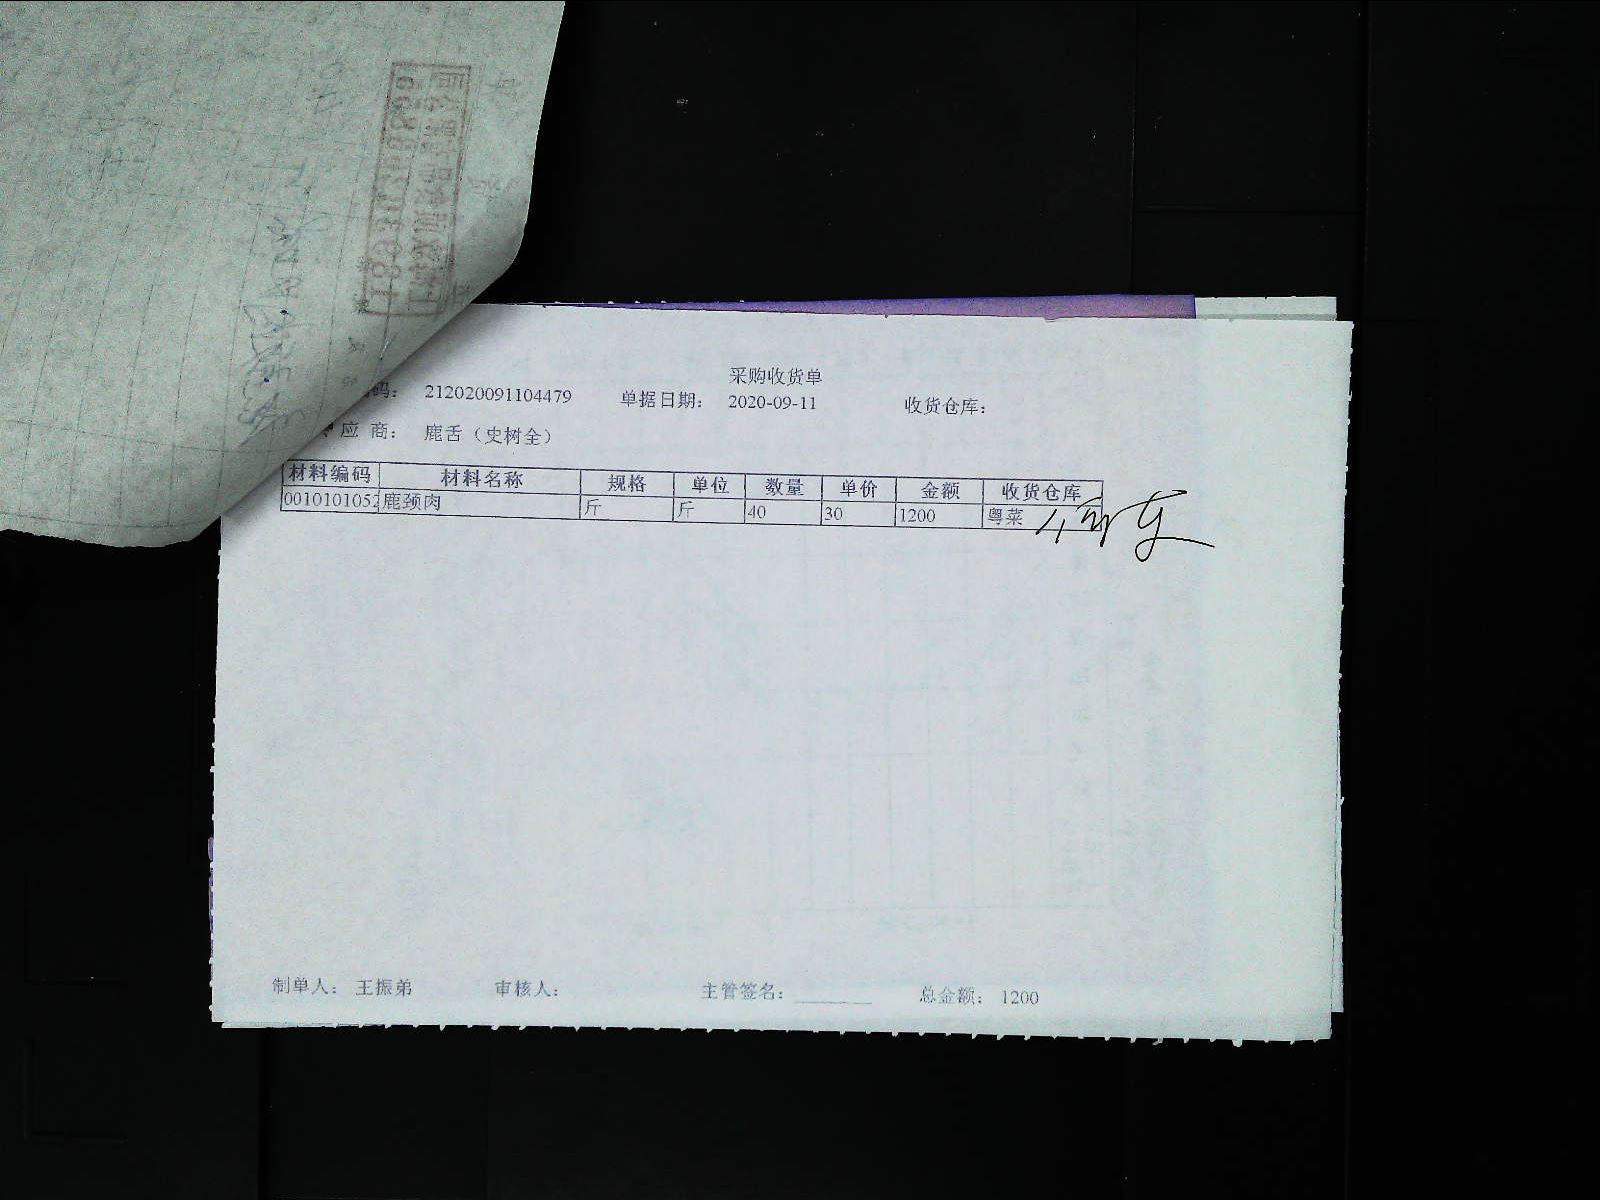 采购收货单
码： 212020091104479 单据日期： 2020-09-11 收货仓库：
应 商： 鹿舌（史树全）
材料编码 材料名称 规格 单位 数量 单价 金额 收货仓库
0010101052 鹿颈肉 斤 斤 40 30 1200 粤菜
制单人： 王振弟 审核人： 主管签名： 总金额： 1200